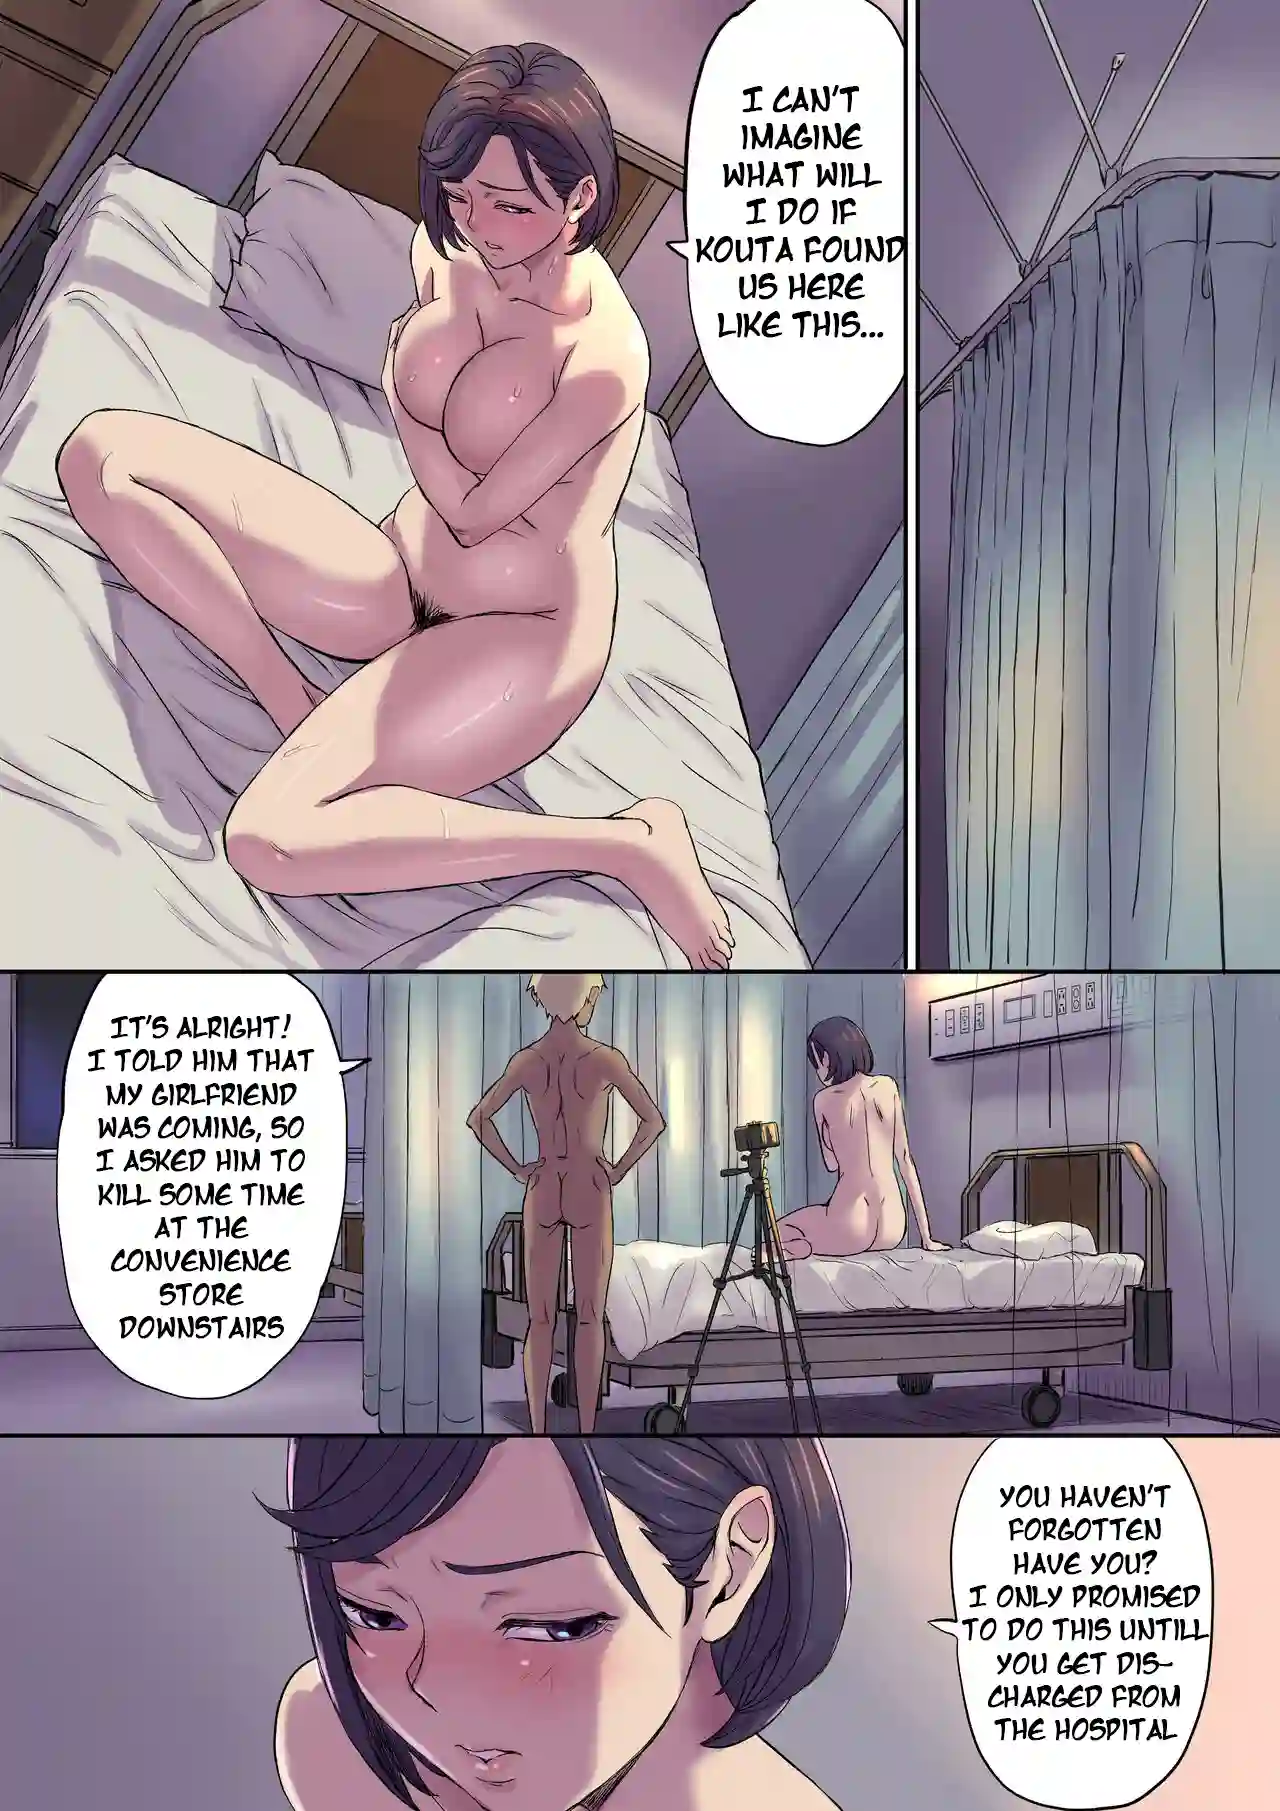 I CAN'T
IMAGINE
WHAT WILL
I DO IF
KOUTA FOUND
US HERE
LIKE THIS...
IT'S ALRIGHT!
I TOLD HIM THAT
MY GIRLFRIEND
WAS COMING, SO
I ASKED HIM TO
KILL SOME TIME
AT THE
CONVENIENCE
STORE
DOWNSTAIRS
YOU HAVEN'T
FORGOTTEN
HAVE YOU?
I ONLY PROMISED
TO DO THIS UNTILL
YOU GET DIS-
CHARGED FROM
THE HOSPITAL